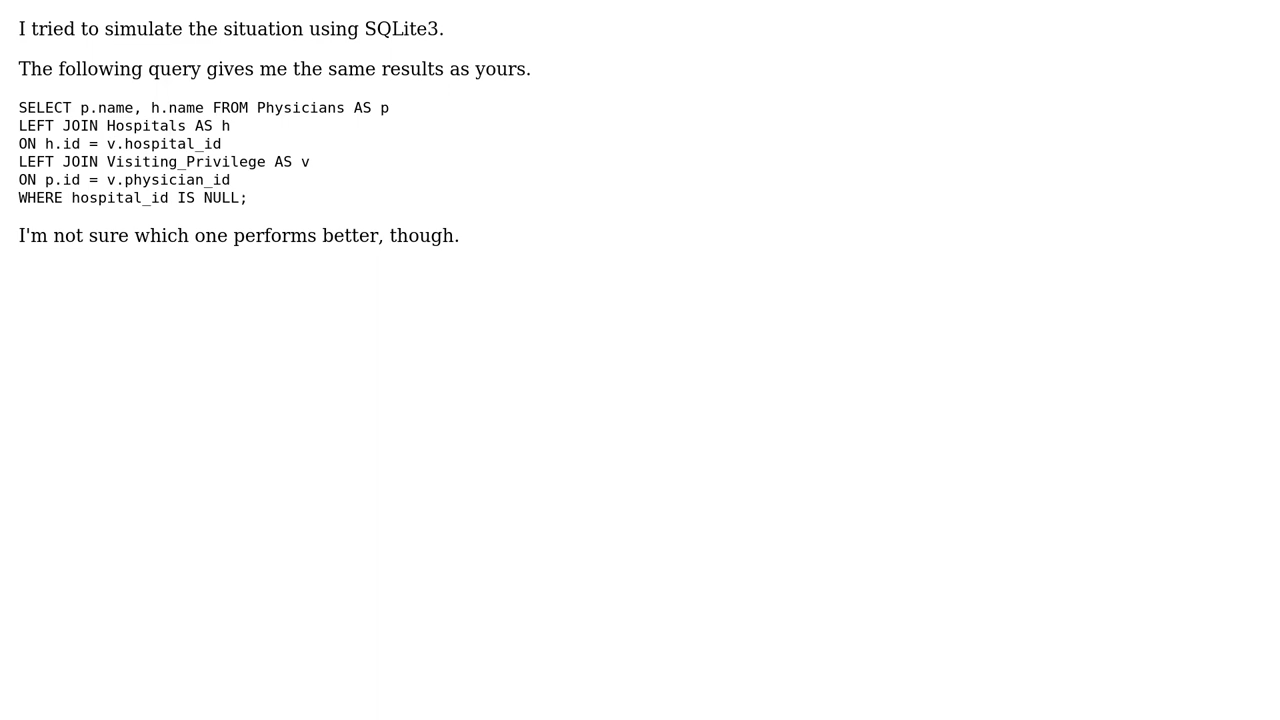 I tried to simulate the situation using SQLite3.
The following query gives me the same results as yours.
SELECT p.name, h.name FROM Physicians AS p
LEFT JOIN Hospitals AS h
ON h.id = v.hospital_id
LEFT JOIN Visiting_Privilege AS v
ON p.id = v.physician_id
WHERE hospital_id IS NULL;
I'm not sure which one performs better, though.